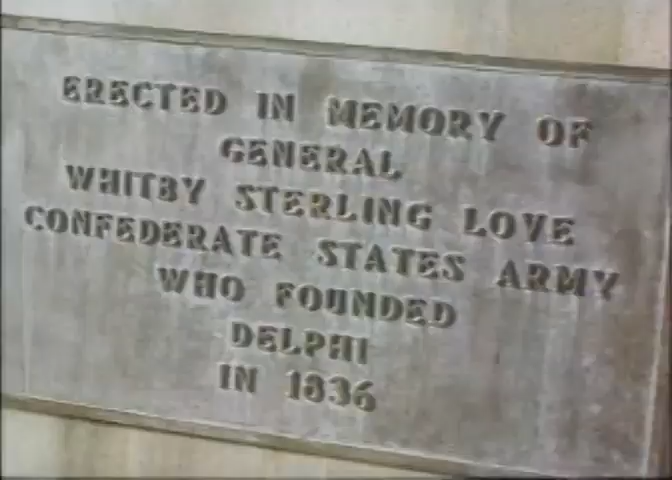 ERECTED IN MEMORY OF
GENERAL
WHITBY STERLING LOVE
CONFEDERATE STATES ARMY
WHO FOUNDED
DELPHI
IN 1836